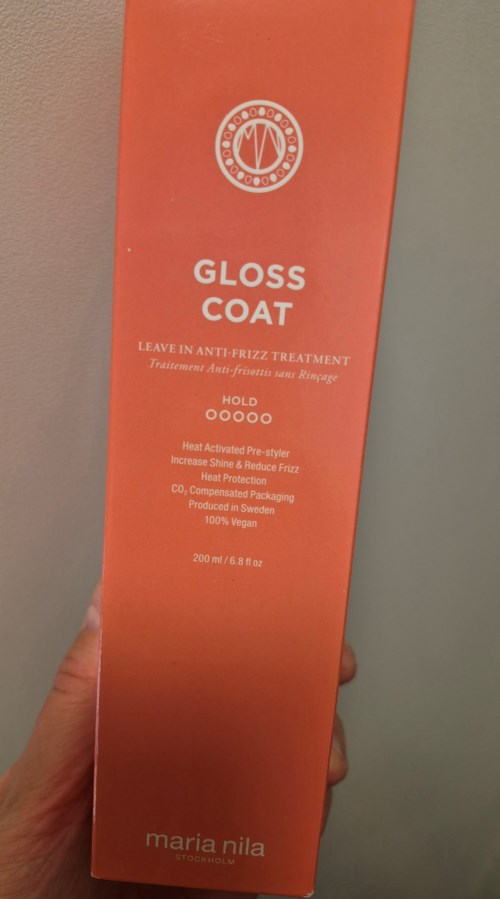 MN
GLOSS
COAT
LEAVE IN ANTI-FRIZZ TREATMENT
Traitement Anti-frisottis sans Rinçage
HOLD
Heat Activated Pre-styler
Increase Shine & Reduce Frizz
Heat Protection
CO₂ Compensated Packaging
Produced in Sweden
100% Vegan
200 ml / 6.8 fl oz
maria nila
STOCKHOLM